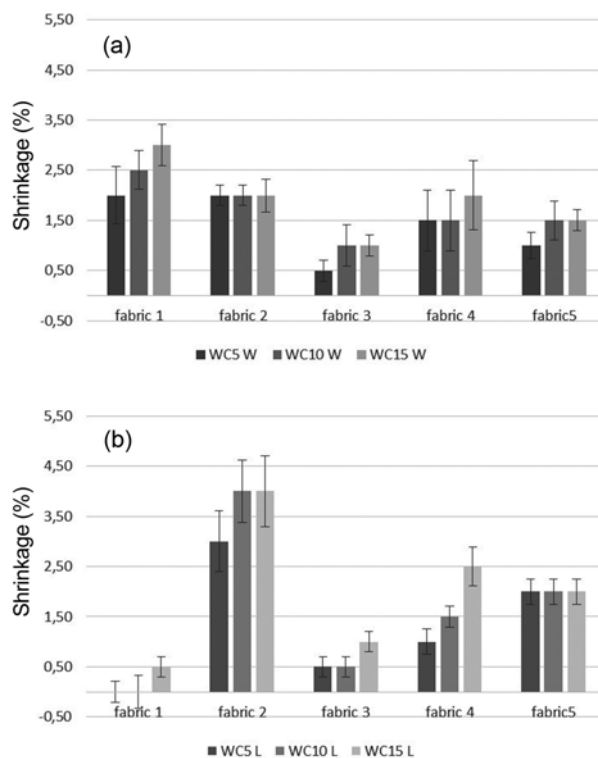 (a)
Shrinkage (%)
5,50
4,50
3,50
2,50
1,50
0,50
-0,50
fabric 1 fabric 2 fabric 3 fabric 4 fabric5
WC5 W WC10 W WC15 W
(b)
Shrinkage (%)
5,50
4,50
3,50
2,50
1,50
0,50
-0,50
fabric 1 fabric 2 fabric 3 fabric 4 fabric5
WC5 L WC10 L WC15 L